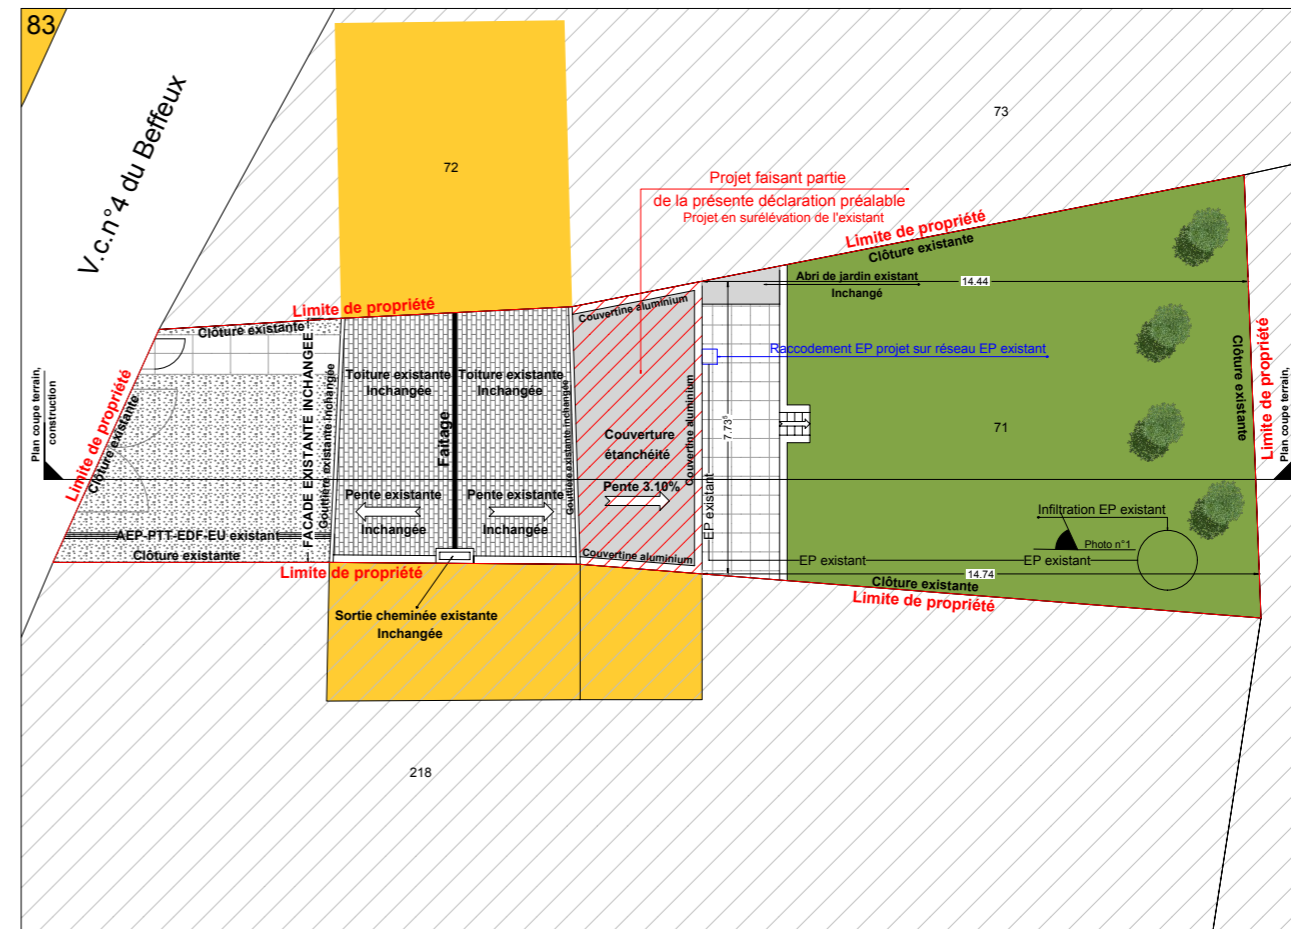 83
V.c.n°4 du Beffeux
72
73
Projet faisant partie
de la présente déclaration préalable
Projet en surélévation de l'existant
Limite de propriété
Clôture existante
Abri de jardin existant
Inchangé
14.44
Limite de propriété
Clôture existante
Couvertine aluminium
Plan coupe terrain,
construction
Limite de propriété
Clôture existante
FACADE EXISTANTE INCHANGEE
Gouttière existante Inchangée
Toiture existante
Inchangée
Toiture existante
Inchangée
Faîtage
Gouttière existante inchangée
Couverture
étanchéité
Pente 3.10%
Couvertine aluminium
Raccodement EP projet sur réseau EP existant
7.73⁵
EP existant
71
Clôture existante
Limite de propriété
Plan coupe terrain,
Pente existante
Inchangée
Pente existante
Inchangée
AEP-PTT-EDF-EU existant
Clôture existante
Limite de propriété
Couvertine aluminium
Infiltration EP existant
Photo n°1
EP existant
EP existant
14.74
Clôture existante
Limite de propriété
Sortie cheminée existante
Inchangée
218